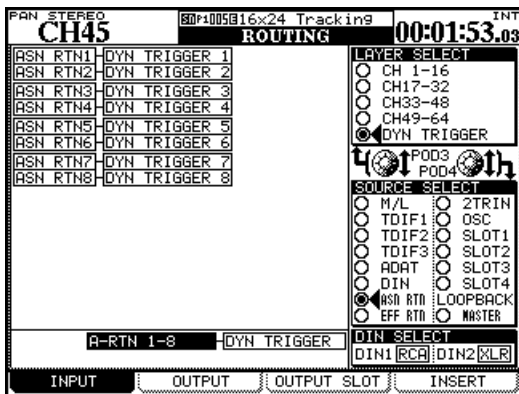 PAN STEREO
CH45
16x24 Tracking
ROUTING
INT
00:01:53.03
ASN RTN1 DYN TRIGGER 1
ASN RTN2 DYN TRIGGER 2
ASN RTN3 DYN TRIGGER 3
ASN RTN4 DYN TRIGGER 4
ASN RTN5 DYN TRIGGER 5
ASN RTN6 DYN TRIGGER 6
ASN RTN7 DYN TRIGGER 7
ASN RTN8 DYN TRIGGER 8
A-RTN 1-8 DYN TRIGGER
LAYER SELECT
CH 1-16
CH17-32
CH33-48
CH49-64
DYN TRIGGER
POD3
POD4
SOURCE SELECT
M/L 2TRIN
TDIF1 OSC
TDIF2 SLOT1
TDIF3 SLOT2
ADAT SLOT3
DIN SLOT4
ASN RTN LOOPBACK
EFF RTN MASTER
DIN SELECT
DIN1 RCA DIN2 XLR
INPUT OUTPUT OUTPUT SLOT INSERT